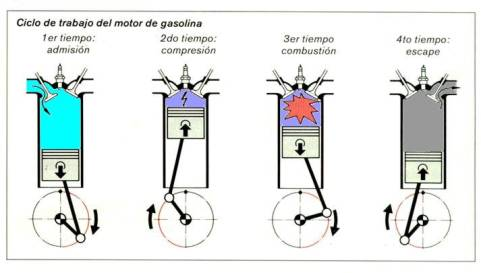 Ciclo de trabajo del motor de gasolina
1er tiempo:
admisión
2do tiempo:
compresión
3er tiempo
combustión
4to tiempo:
escape